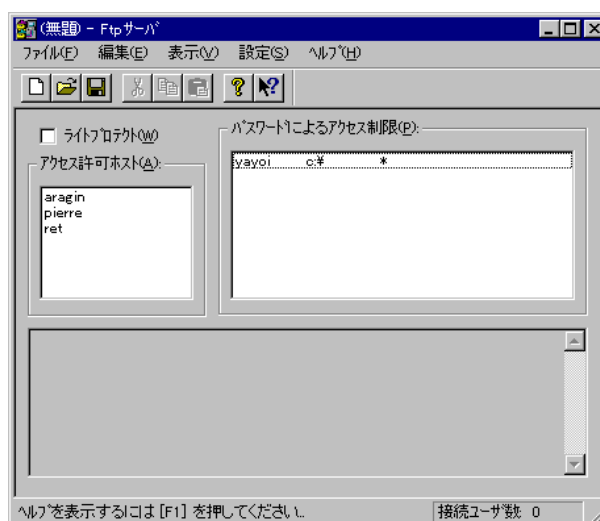 (無題) - Ftpサーバ
ファイル(F) 編集(E) 表示(V) 設定(S) ヘルプ(H)
ライトプロテクト(W)
アクセス許可ホスト(A):
aragin
pierre
ret
パスワードによるアクセス制限(P):
yayoi c:¥ *
ヘルプを表示するには [F1] を押してください。
接続ユーザ数 0